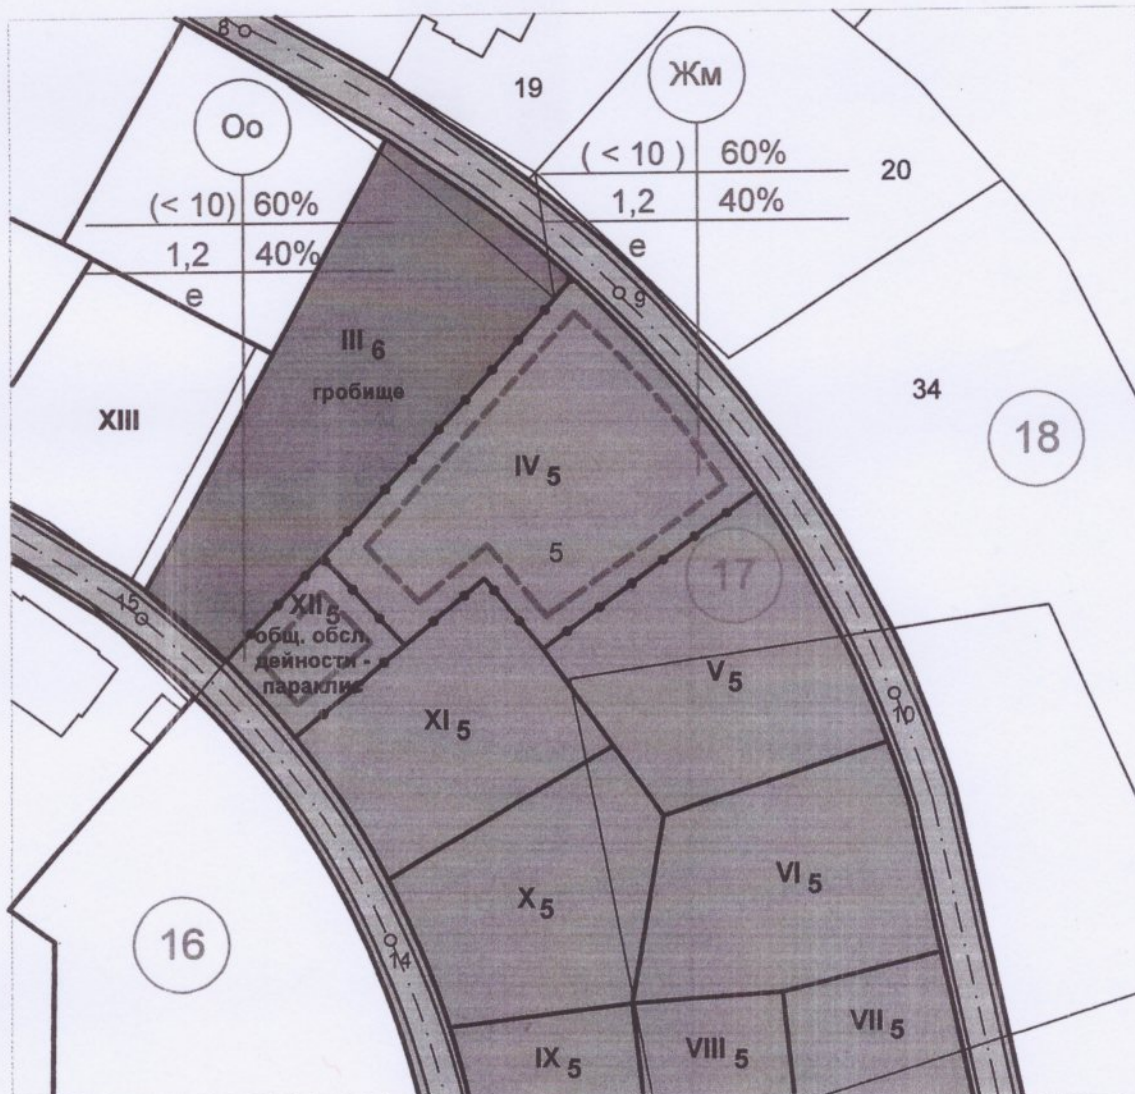 8
19
Жм
Оо
( < 10 ) 60%
20
(< 10) 60%
1,2 40%
1,2 40%
е
е
9
III 6
гробище
34
XIII
18
IV 5
5
17
15
XII 5
общ. обсл.
дейности -
параклис
V 5
XI 5
10
VI 5
X 5
16
14
VII 5
VIII 5
IX 5